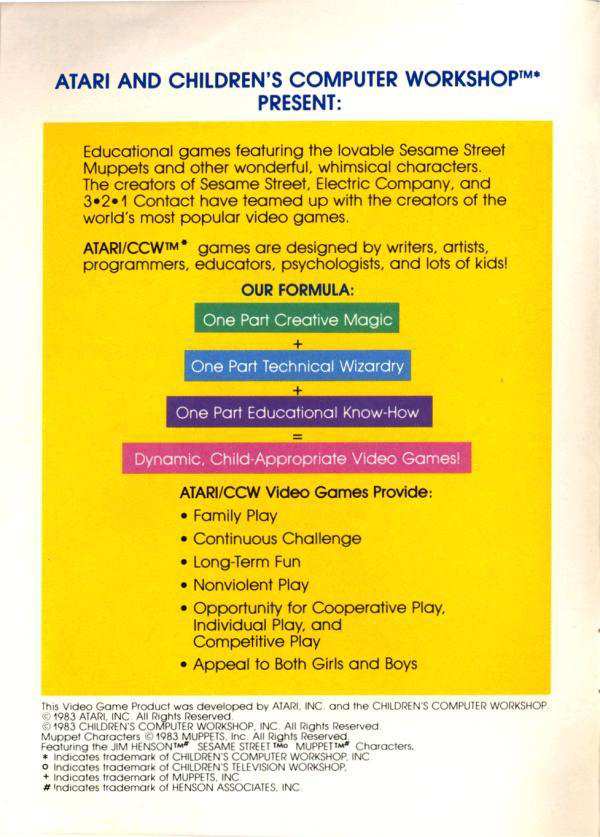 ATARI AND CHILDREN'S COMPUTER WORKSHOP™*
PRESENT:
Educational games featuring the lovable Sesame Street
Muppets and other wonderful, whimsical characters.
The creators of Sesame Street, Electric Company, and
3•2•1 Contact have teamed up with the creators of the
world's most popular video games.
ATARI/CCW™* games are designed by writers, artists,
programmers, educators, psychologists, and lots of kids!
OUR FORMULA:
One Part Creative Magic
+
One Part Technical Wizardry
+
One Part Educational Know-How
=
Dynamic, Child-Appropriate Video Games!
ATARI/CCW Video Games Provide:
• Family Play
• Continuous Challenge
• Long-Term Fun
• Nonviolent Play
• Opportunity for Cooperative Play,
Individual Play, and
Competitive Play
• Appeal to Both Girls and Boys
This Video Game Product was developed by ATARI, INC. and the CHILDREN'S COMPUTER WORKSHOP.
© 1983 ATARI, INC. All Rights Reserved.
© 1983 CHILDREN'S COMPUTER WORKSHOP, INC. All Rights Reserved.
Muppet Characters © 1983 MUPPETS, Inc. All Rights Reserved.
Featuring the JIM HENSON™# SESAME STREET™o MUPPET™# Characters.
* Indicates trademark of CHILDREN'S COMPUTER WORKSHOP, INC.
o Indicates trademark of CHILDREN'S TELEVISION WORKSHOP.
+ Indicates trademark of MUPPETS, INC.
# Indicates trademark of HENSON ASSOCIATES, INC.